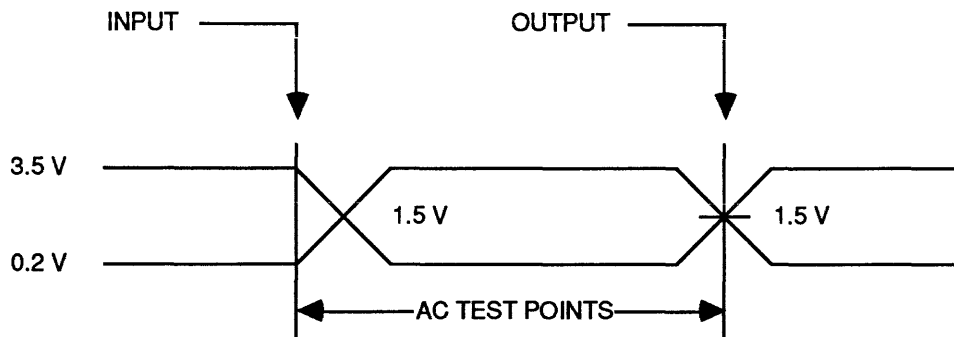 INPUT
OUTPUT
3.5 V
1.5 V
1.5 V
0.2 V
AC TEST POINTS